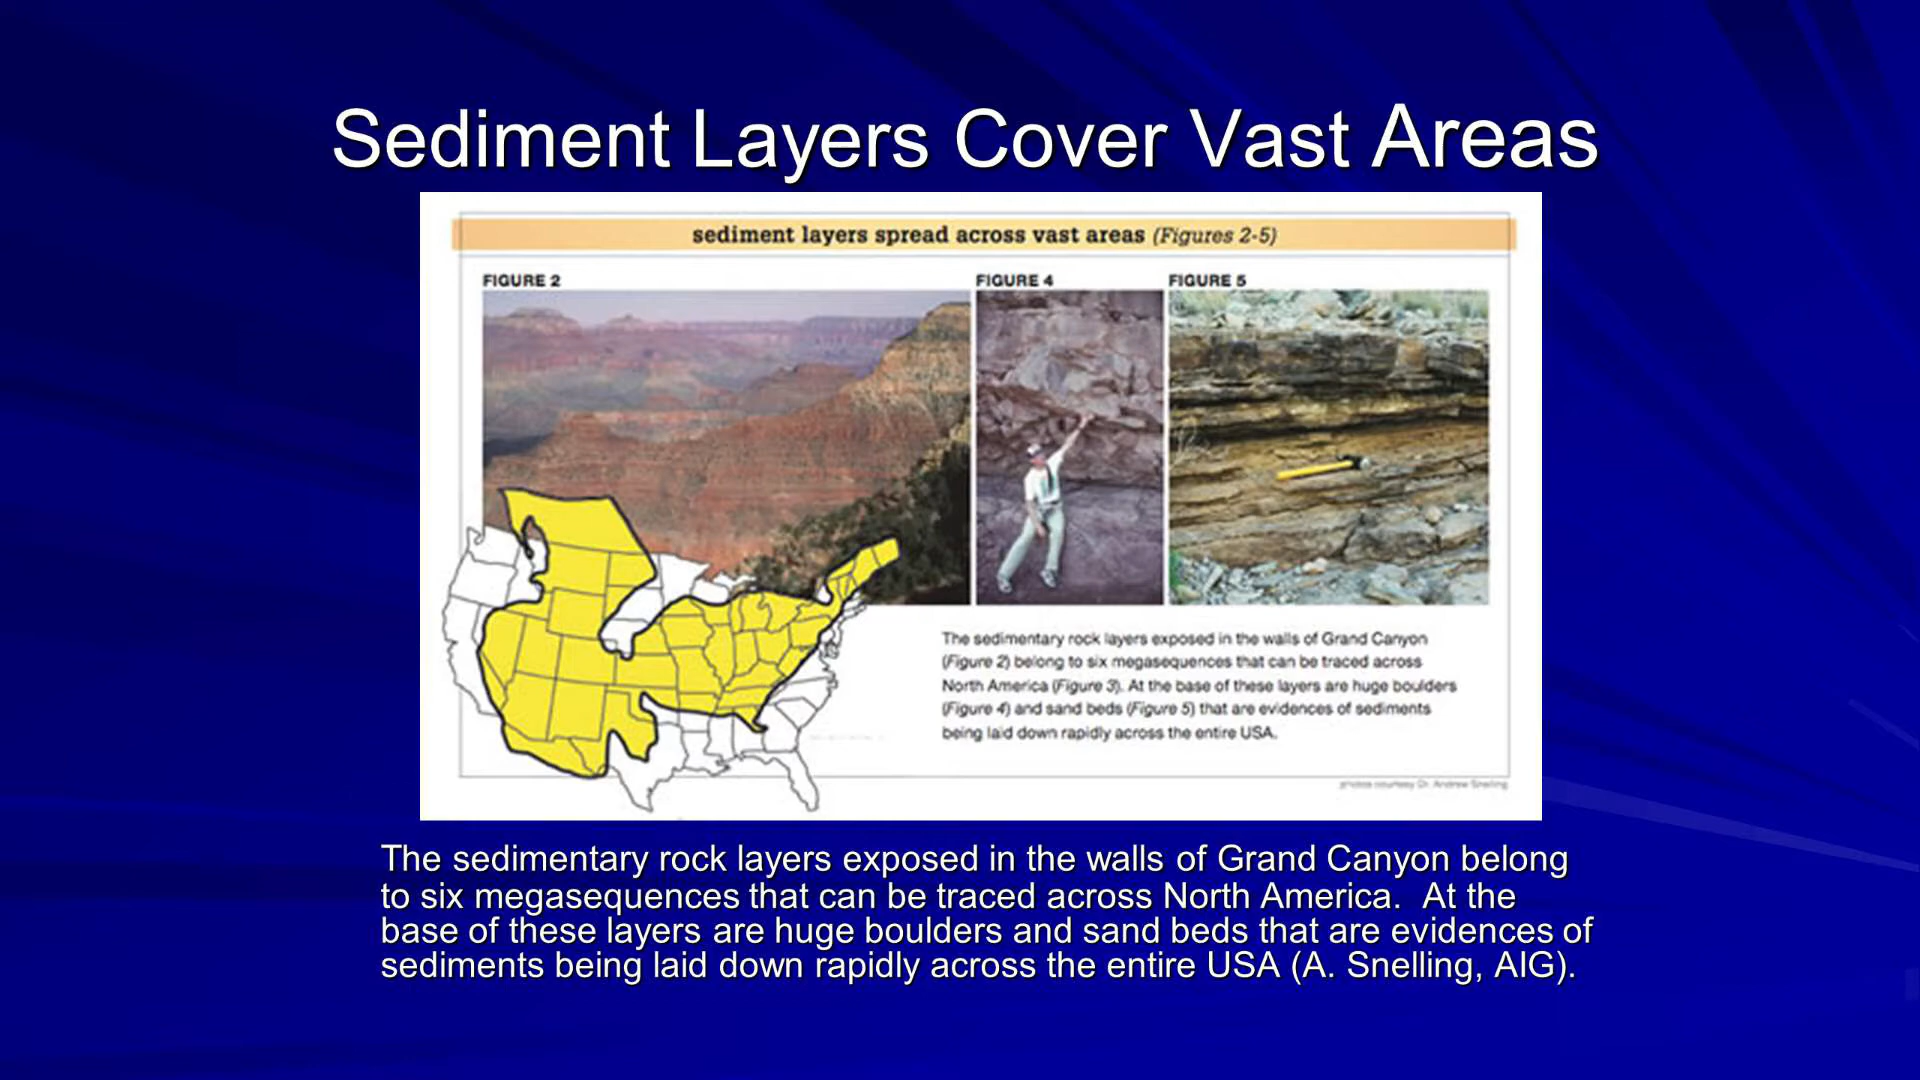 Sediment Layers Cover Vast Areas
sediment layers spread across vast areas (Figures 2-5)
FIGURE 2
FIGURE 4
FIGURE 5
The sedimentary rock layers exposed in the walls of Grand Canyon
(Figure 2) belong to six megasequences that can be traced across
North America (Figure 3). At the base of these layers are huge boulders
(Figure 4) and sand beds (Figure 5) that are evidences of sediments
being laid down rapidly across the entire USA.
photos courtesy Dr. Andrew Snelling
The sedimentary rock layers exposed in the walls of Grand Canyon belong
to six megasequences that can be traced across North America.  At the
base of these layers are huge boulders and sand beds that are evidences of
sediments being laid down rapidly across the entire USA (A. Snelling, AIG).